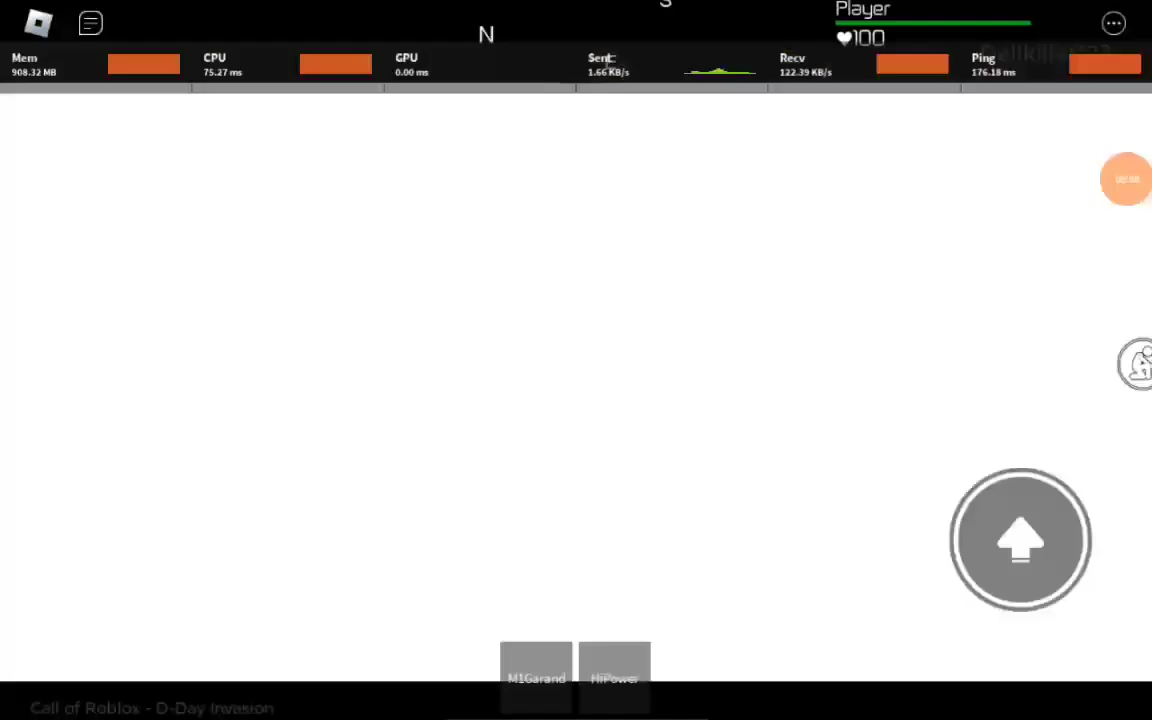 S
Player
N
100
Mem
908.32 MB
CPU
75.27 ms
GPU
0.00 ms
Sent
1.66 KB/s
Recv
122.39 KB/s
Ping
176.18 ms
M1Garand
HiPower
Call of Roblox - D-Day Invasion